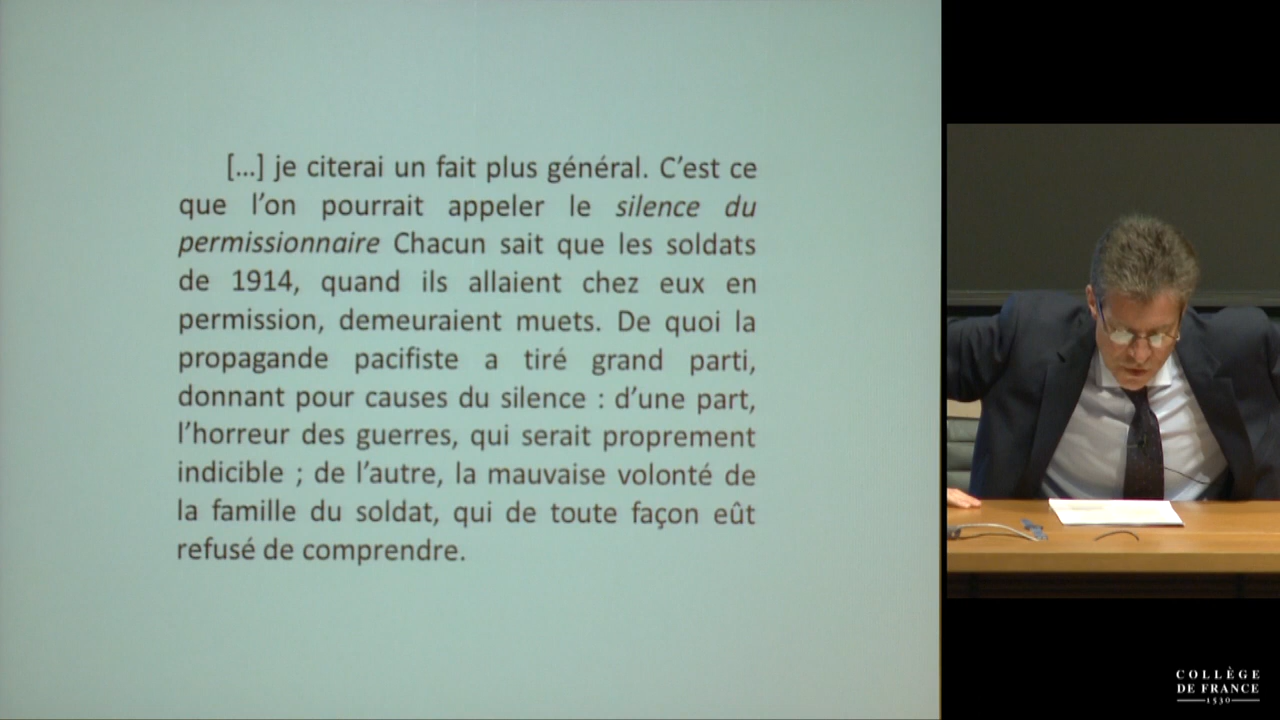 [...] je citerai un fait plus général. C’est ce
que l’on pourrait appeler le silence du
permissionnaire Chacun sait que les soldats
de 1914, quand ils allaient chez eux en
permission, demeuraient muets. De quoi la
propagande pacifiste a tiré grand parti,
donnant pour causes du silence : d’une part,
l’horreur des guerres, qui serait proprement
indicible ; de l’autre, la mauvaise volonté de
la famille du soldat, qui de toute façon eût
refusé de comprendre.
COLLÈGE
DE FRANCE
1530